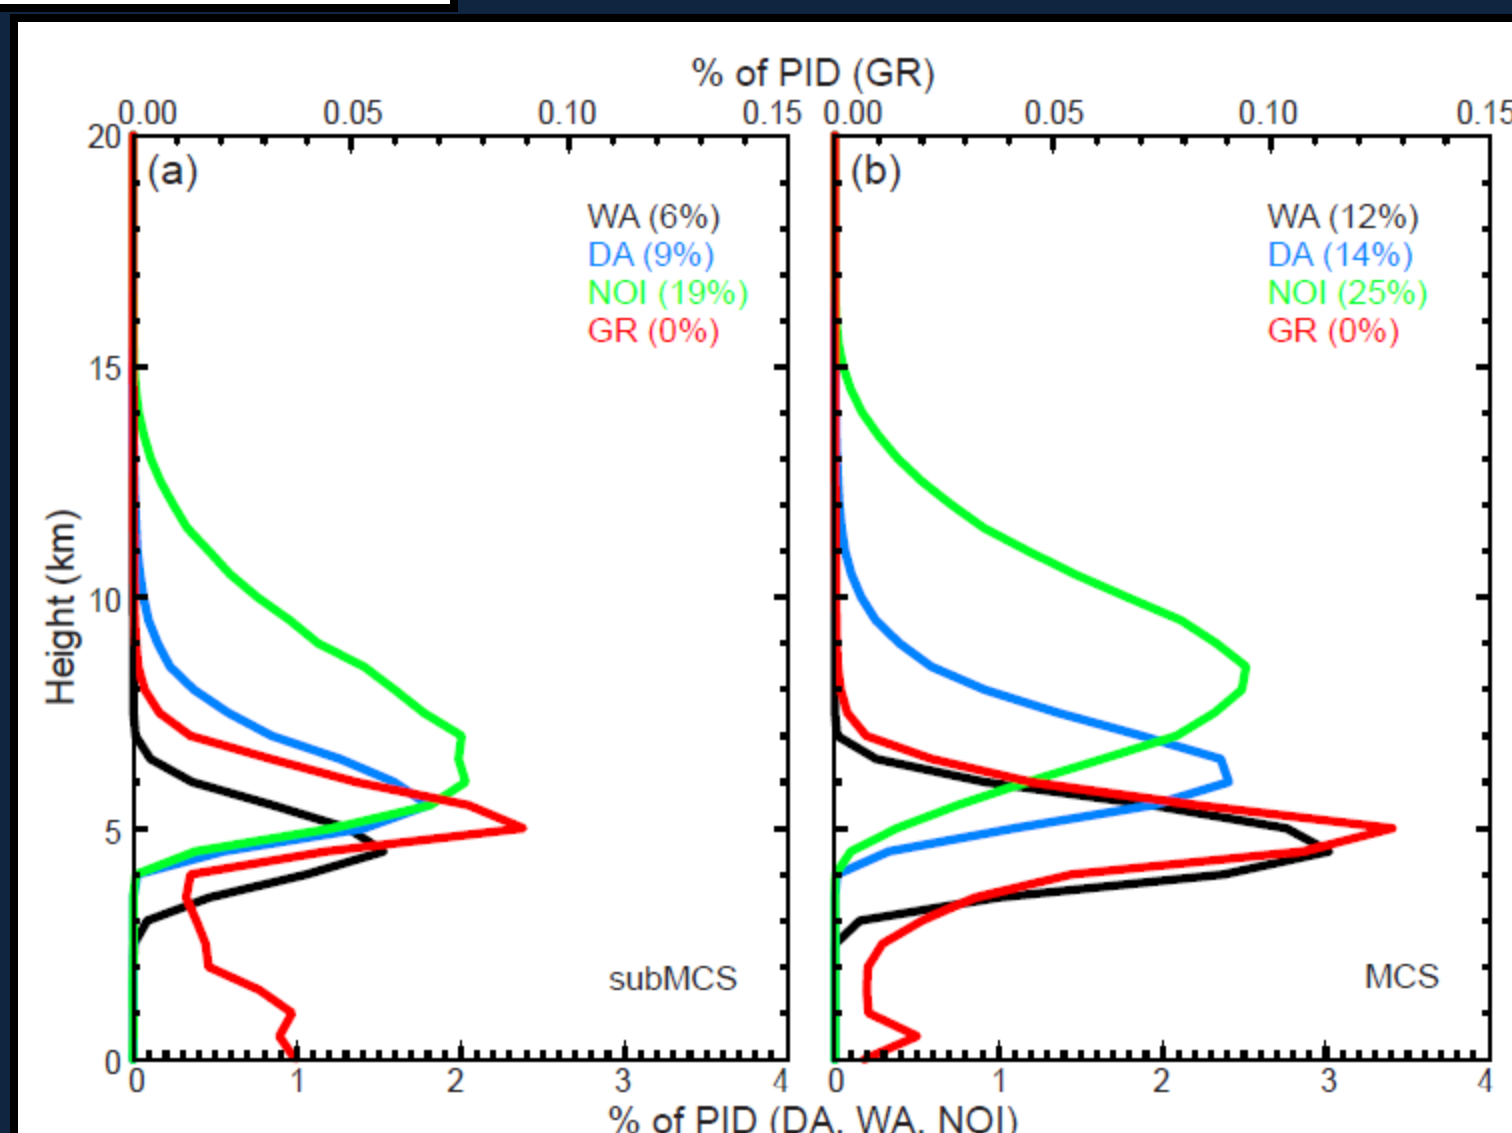 % of PID (GR)
0.00 0.05 0.10 0.15 0.00 0.05 0.10 0.15
20
(a) (b)
WA (6%) WA (12%)
DA (9%) DA (14%)
NOI (19%) NOI (25%)
GR (0%) GR (0%)
15
10
Height (km)
5
subMCS MCS
0
0 1 2 3 4 0 1 2 3 4
% of PID (DA, WA, NOI)